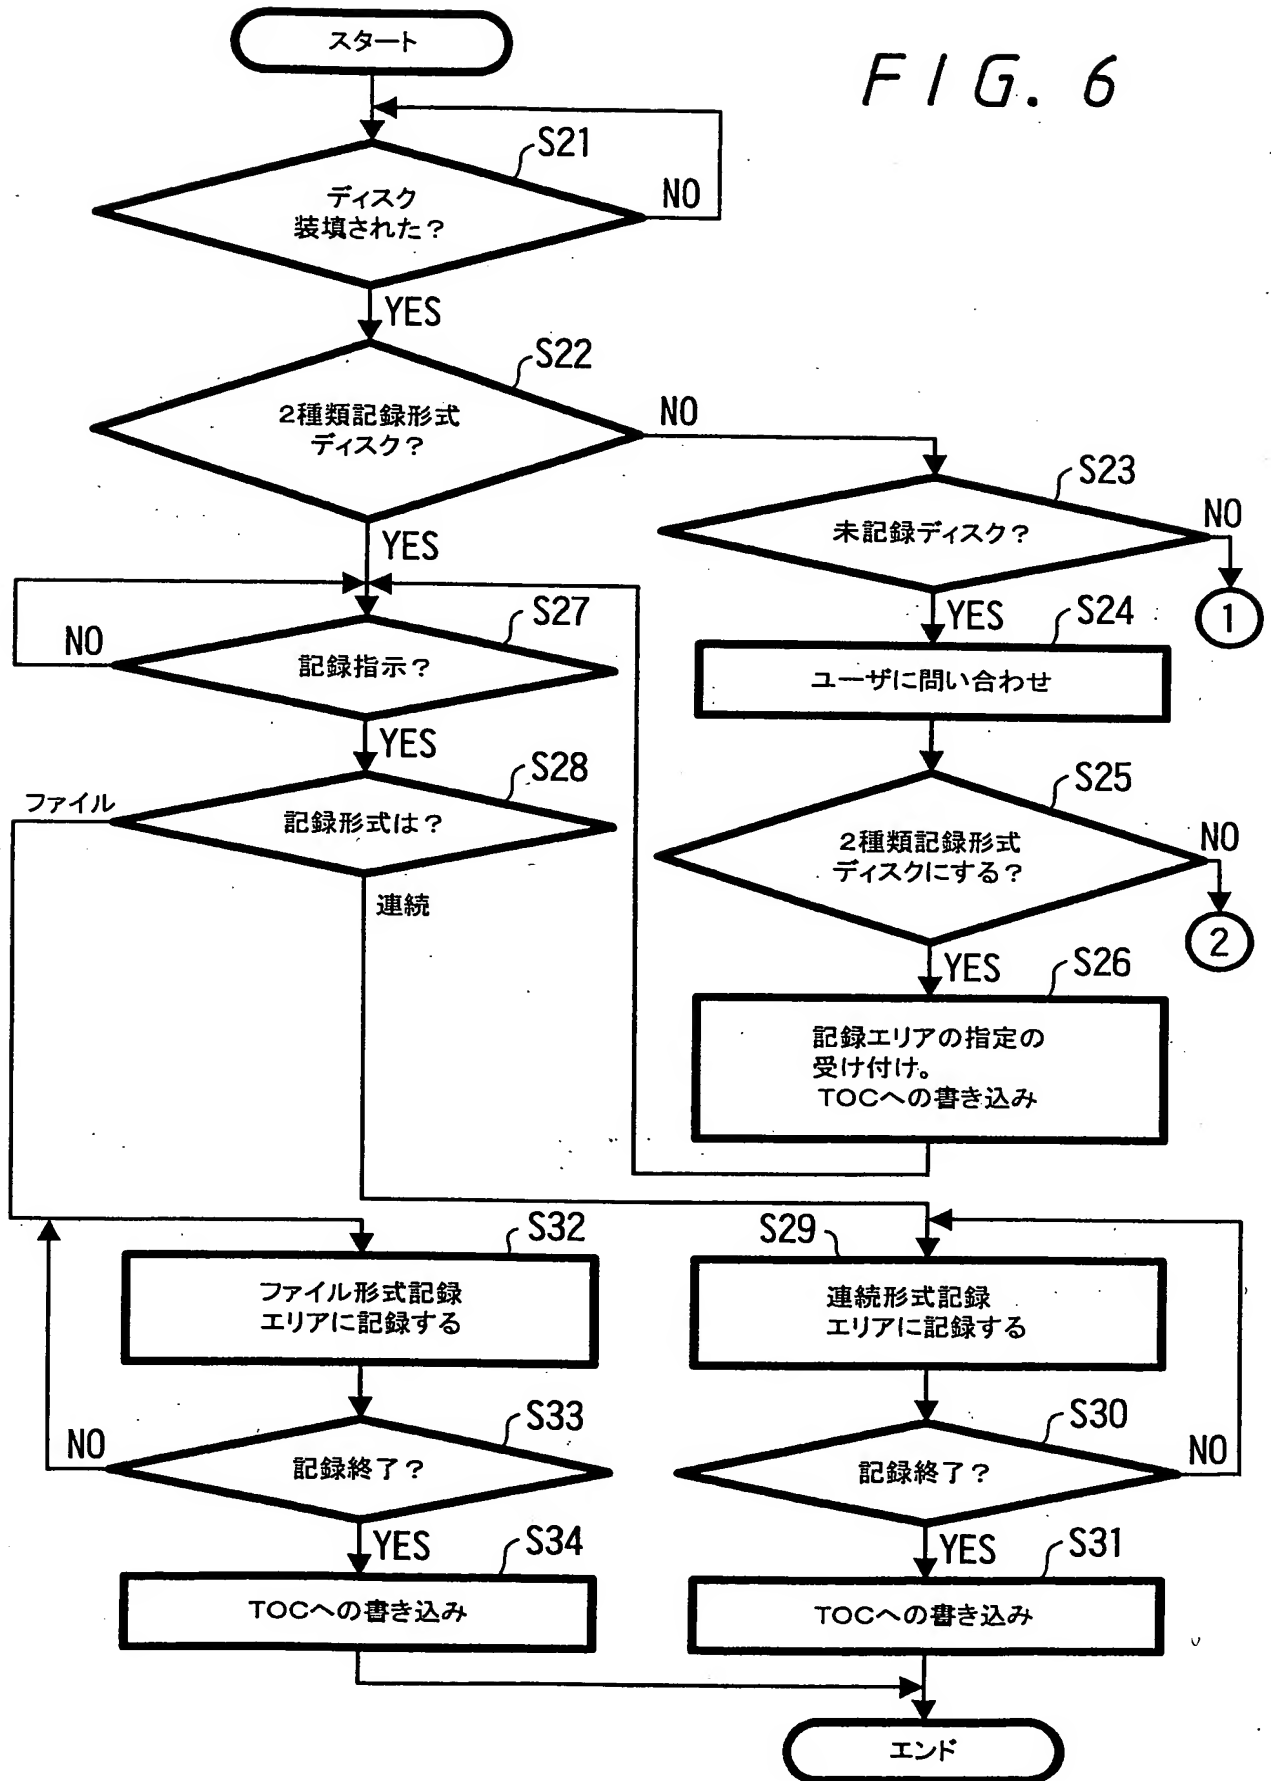 スタート
FIG. 6
S21
ディスク
装填された?
NO
YES
S22
2種類記録形式
ディスク?
NO
YES
S23
未記録ディスク?
NO
1
YES
S24
ユーザに問い合わせ
S27
記録指示?
NO
YES
S28
記録形式は?
ファイル
連続
S25
2種類記録形式
ディスクにする?
NO
2
YES
S26
記録エリアの指定の
受け付け。
TOCへの書き込み
S32
ファイル形式記録
エリアに記録する
S29
連続形式記録
エリアに記録する
S33
記録終了?
NO
YES
S30
記録終了?
NO
YES
S34
TOCへの書き込み
S31
TOCへの書き込み
エンド